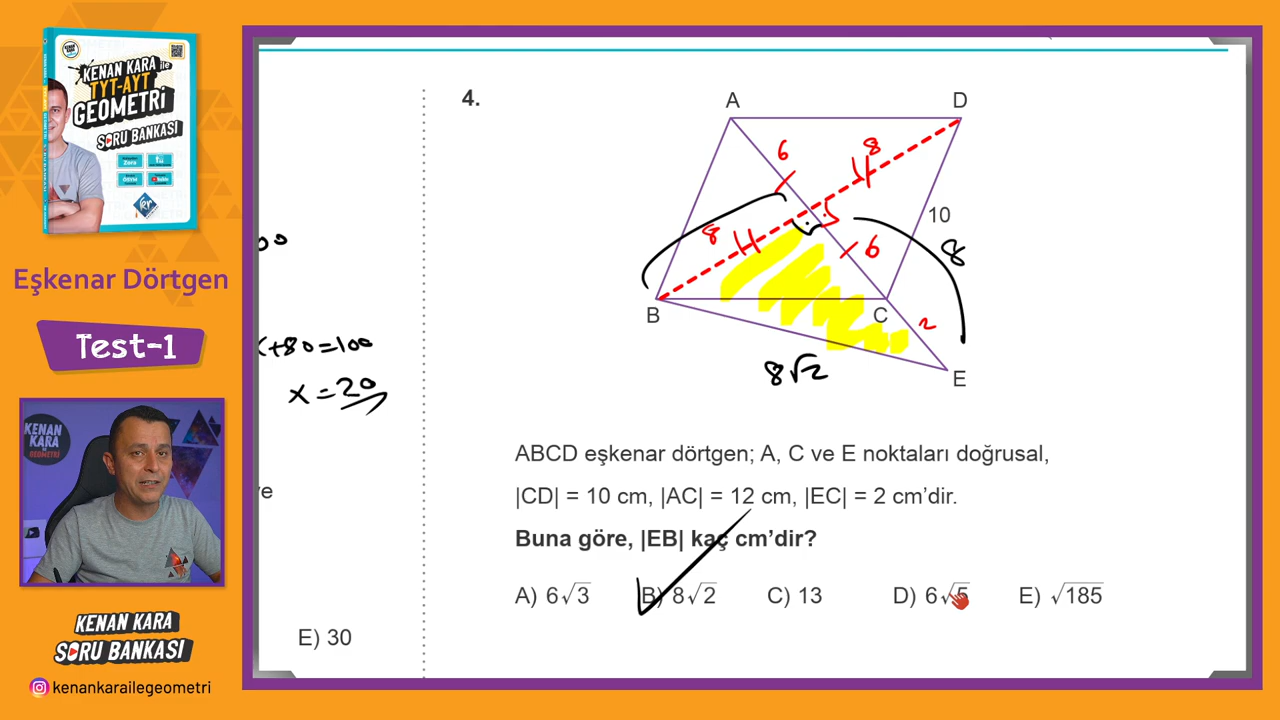 KENAN KARA ile
TYT-AYT
GEOMETRİ
SORU BANKASI
Eşkenar Dörtgen
Test-1
KENAN KARA
GEOMETRİ
KENAN KARA
SORU BANKASI
kenankarailegeometri
x+80=100
x=20
E) 30
4.
A
D
6
8
10
8
8
6
B
C
2
8√2
E
ABCD eşkenar dörtgen; A, C ve E noktaları doğrusal,
|CD| = 10 cm, |AC| = 12 cm, |EC| = 2 cm’dir.
Buna göre, |EB| kaç cm’dir?
A) 6√3 B) 8√2 C) 13 D) 6√5 E) √185